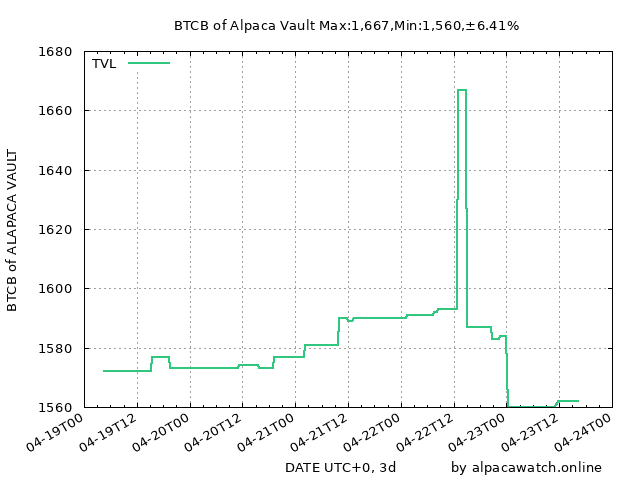 BTCB of Alpaca Vault Max:1,667,Min:1,560,±6.41%
TVL
BTCB of ALAPACA VAULT
1680
1660
1640
1620
1600
1580
1560
04-19T00
04-19T12
04-20T00
04-20T12
04-21T00
04-21T12
04-22T00
04-22T12
04-23T00
04-23T12
04-24T00
DATE UTC+0, 3d
by alpacawatch.online